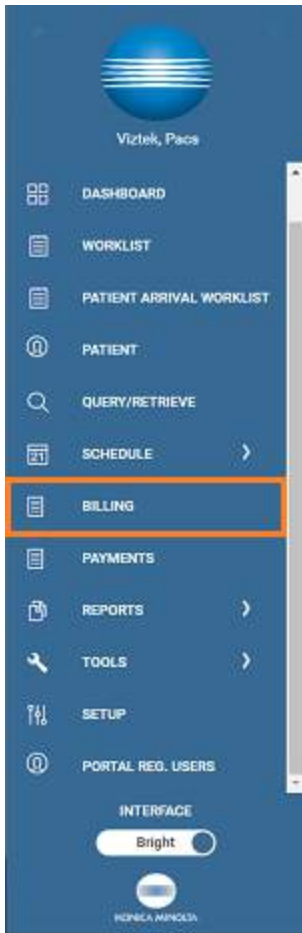 Viztek, Pacs
DASHBOARD
WORKLIST
PATIENT ARRIVAL WORKLIST
PATIENT
QUERY/RETRIEVE
21 SCHEDULE
BILLING
PAYMENTS
REPORTS
TOOLS
SETUP
PORTAL REG. USERS
INTERFACE
Bright
KONICA MINOLTA